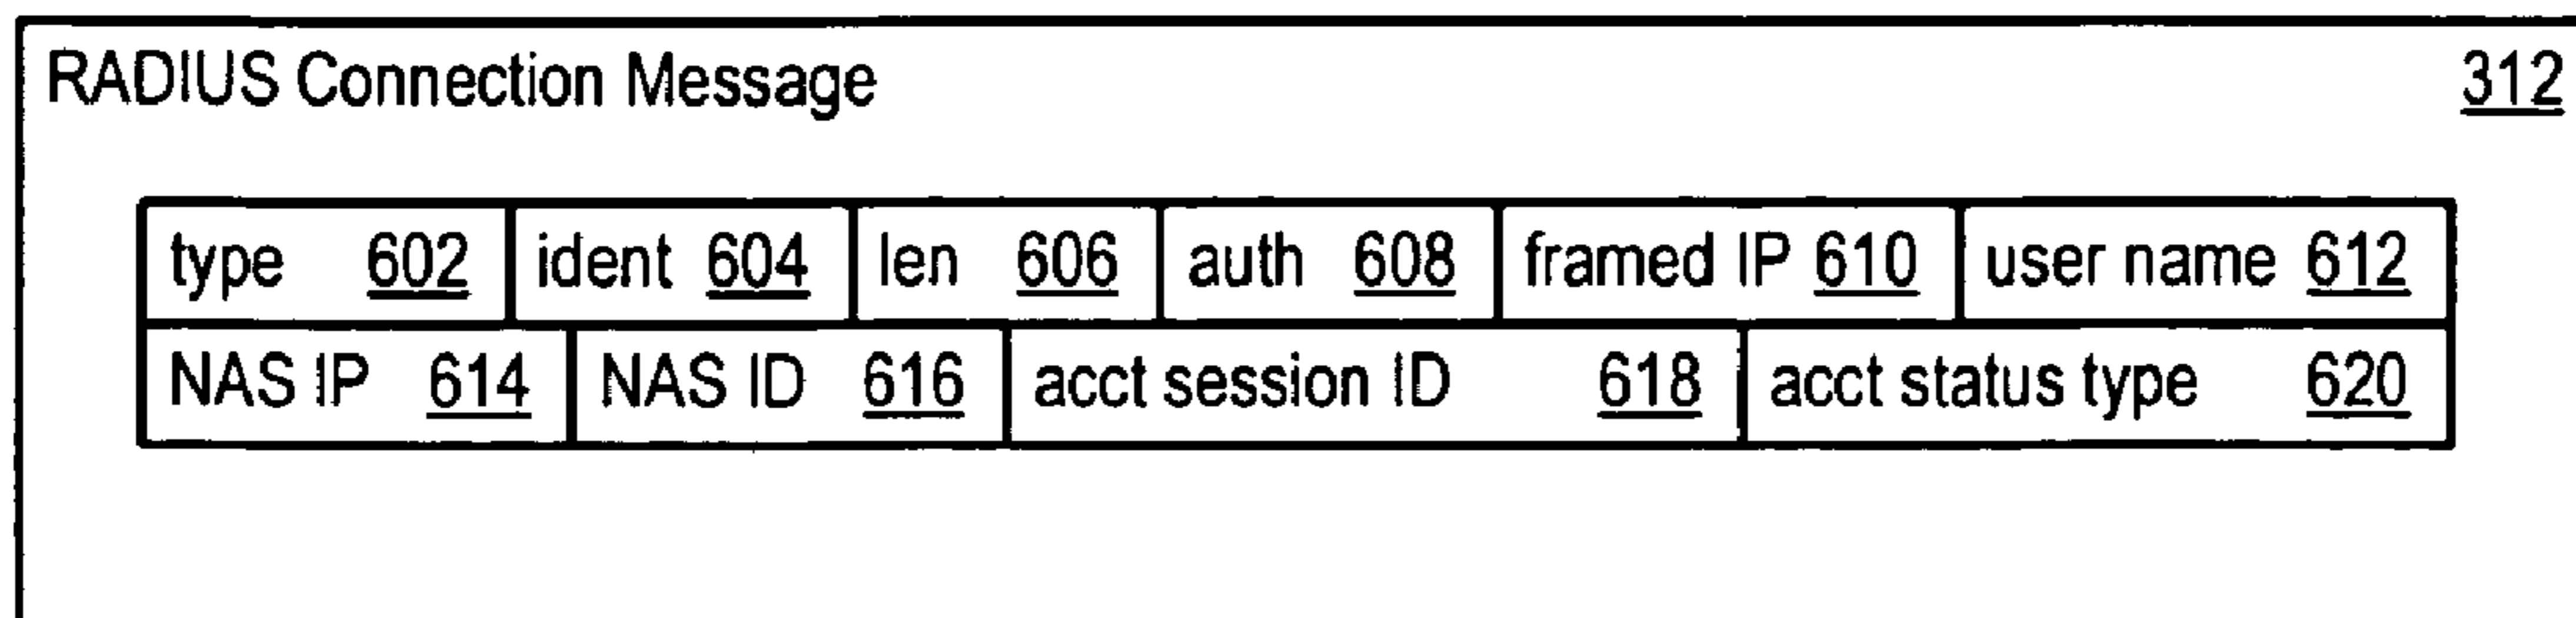 RADIUS Connection Message 312
type 602 ident 604 len 606 auth 608 framed IP 610 user name 612
NAS IP 614 NAS ID 616 acct session ID 618 acct status type 620